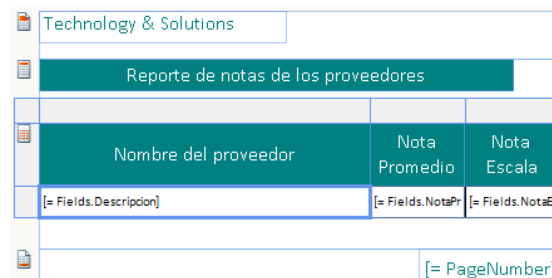 Technology & Solutions
Reporte de notas de los proveedores
Nombre del proveedor
Nota Promedio
Nota Escala
[= Fields.Descripcion] [= Fields.NotaPr [= Fields.NotaE
[= PageNumber]